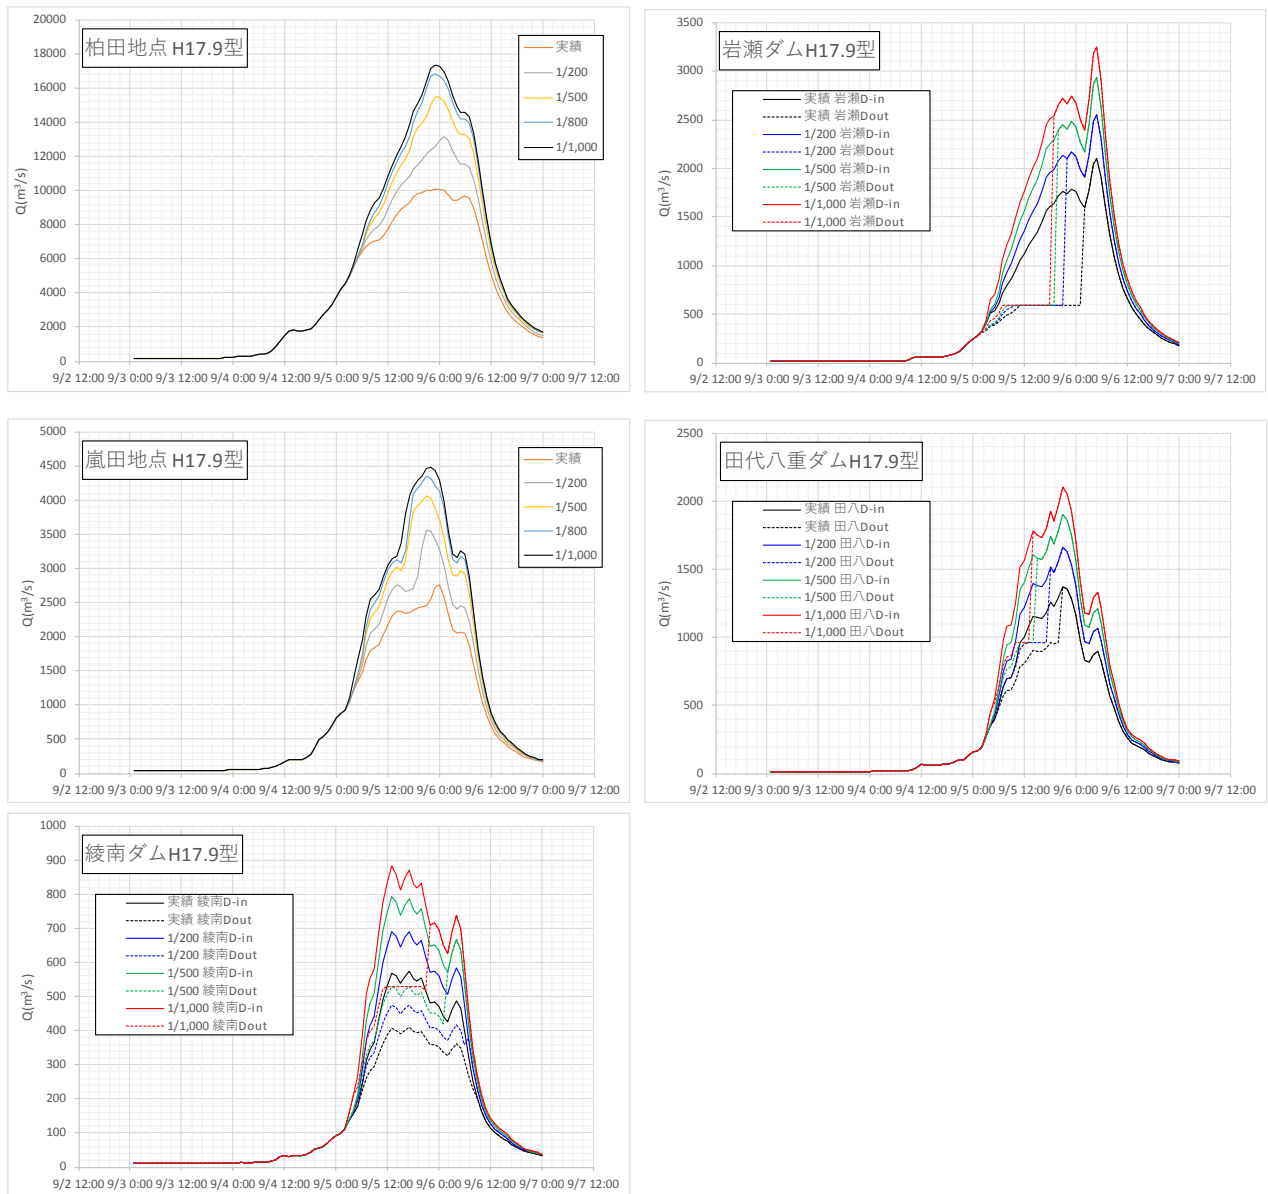 柏田地点 H17.9型
Q(m³/s)
20000
18000
16000
14000
12000
10000
8000
6000
4000
2000
0
実績
1/200
1/500
1/800
1/1,000
9/2 12:00 9/3 0:00 9/3 12:00 9/4 0:00 9/4 12:00 9/5 0:00 9/5 12:00 9/6 0:00 9/6 12:00 9/7 0:00 9/7 12:00
岩瀬ダムH17.9型
Q(m³/s)
3500
3000
2500
2000
1500
1000
500
0
実績 岩瀬D-in
実績 岩瀬Dout
1/200 岩瀬D-in
1/200 岩瀬Dout
1/500 岩瀬D-in
1/500 岩瀬Dout
1/1,000 岩瀬D-in
1/1,000 岩瀬Dout
9/2 12:00 9/3 0:00 9/3 12:00 9/4 0:00 9/4 12:00 9/5 0:00 9/5 12:00 9/6 0:00 9/6 12:00 9/7 0:00 9/7 12:00
嵐田地点 H17.9型
Q(m³/s)
5000
4500
4000
3500
3000
2500
2000
1500
1000
500
0
実績
1/200
1/500
1/800
1/1,000
9/2 12:00 9/3 0:00 9/3 12:00 9/4 0:00 9/4 12:00 9/5 0:00 9/5 12:00 9/6 0:00 9/6 12:00 9/7 0:00 9/7 12:00
田代八重ダムH17.9型
Q(m³/s)
2500
2000
1500
1000
500
0
実績 田八D-in
実績 田八Dout
1/200 田八D-in
1/200 田八Dout
1/500 田八D-in
1/500 田八Dout
1/1,000 田八D-in
1/1,000 田八Dout
9/2 12:00 9/3 0:00 9/3 12:00 9/4 0:00 9/4 12:00 9/5 0:00 9/5 12:00 9/6 0:00 9/6 12:00 9/7 0:00 9/7 12:00
綾南ダムH17.9型
Q(m³/s)
1000
900
800
700
600
500
400
300
200
100
0
実績 綾南D-in
実績 綾南Dout
1/200 綾南D-in
1/200 綾南Dout
1/500 綾南D-in
1/500 綾南Dout
1/1,000 綾南D-in
1/1,000 綾南Dout
9/2 12:00 9/3 0:00 9/3 12:00 9/4 0:00 9/4 12:00 9/5 0:00 9/5 12:00 9/6 0:00 9/6 12:00 9/7 0:00 9/7 12:00